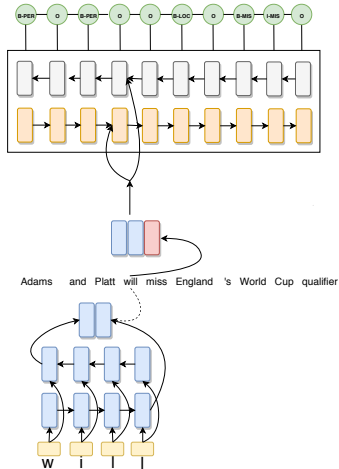 B-PER O B-PER O O B-LOC O B-MIS I-MIS O
Adams and Platt will miss England 's World Cup qualifier
w i l l